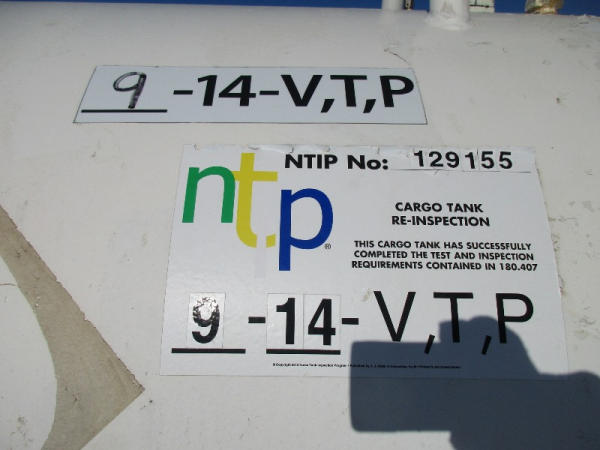 9-14-V,T,P
NTIP No: 129155
ntp®
CARGO TANK
RE-INSPECTION
THIS CARGO TANK HAS SUCCESSFULLY
COMPLETED THE TEST AND INSPECTION
REQUIREMENTS CONTAINED IN 180.407
9-14-V,T,P